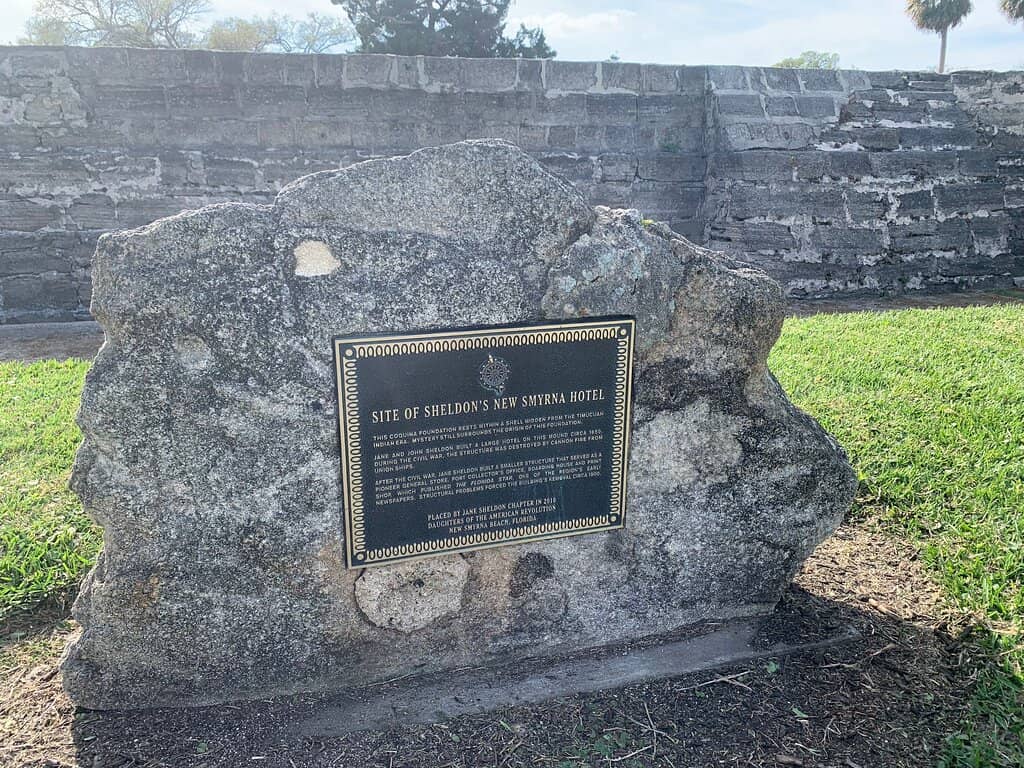 SITE OF SHELDON'S NEW SMYRNA HOTEL
THIS COQUINA FOUNDATION RESTS WITHIN A SHELL MIDDEN FROM THE TIMUCUAN
INDIAN ERA. MYSTERY STILL SURROUNDS THE ORIGIN OF THIS FOUNDATION.
JANE AND JOHN SHELDON BUILT A LARGE HOTEL ON THIS MOUND CIRCA 1850.
DURING THE CIVIL WAR, THE STRUCTURE WAS DESTROYED BY CANNON FIRE FROM
UNION SHIPS.
AFTER THE CIVIL WAR, JANE SHELDON BUILT A SMALLER STRUCTURE THAT SERVED AS A
PIONEER GENERAL STORE, PORT COLLECTOR'S OFFICE, BOARDING HOUSE AND PRINT
SHOP, WHICH PUBLISHED THE FLORIDA STAR, ONE OF THE REGION'S EARLY
NEWSPAPERS. STRUCTURAL PROBLEMS FORCED THE BUILDING'S REMOVAL CIRCA
PLACED BY JANE SHELDON CHAPTER IN 2010
DAUGHTERS OF THE AMERICAN REVOLUTION
NEW SMYRNA BEACH, FLORIDA